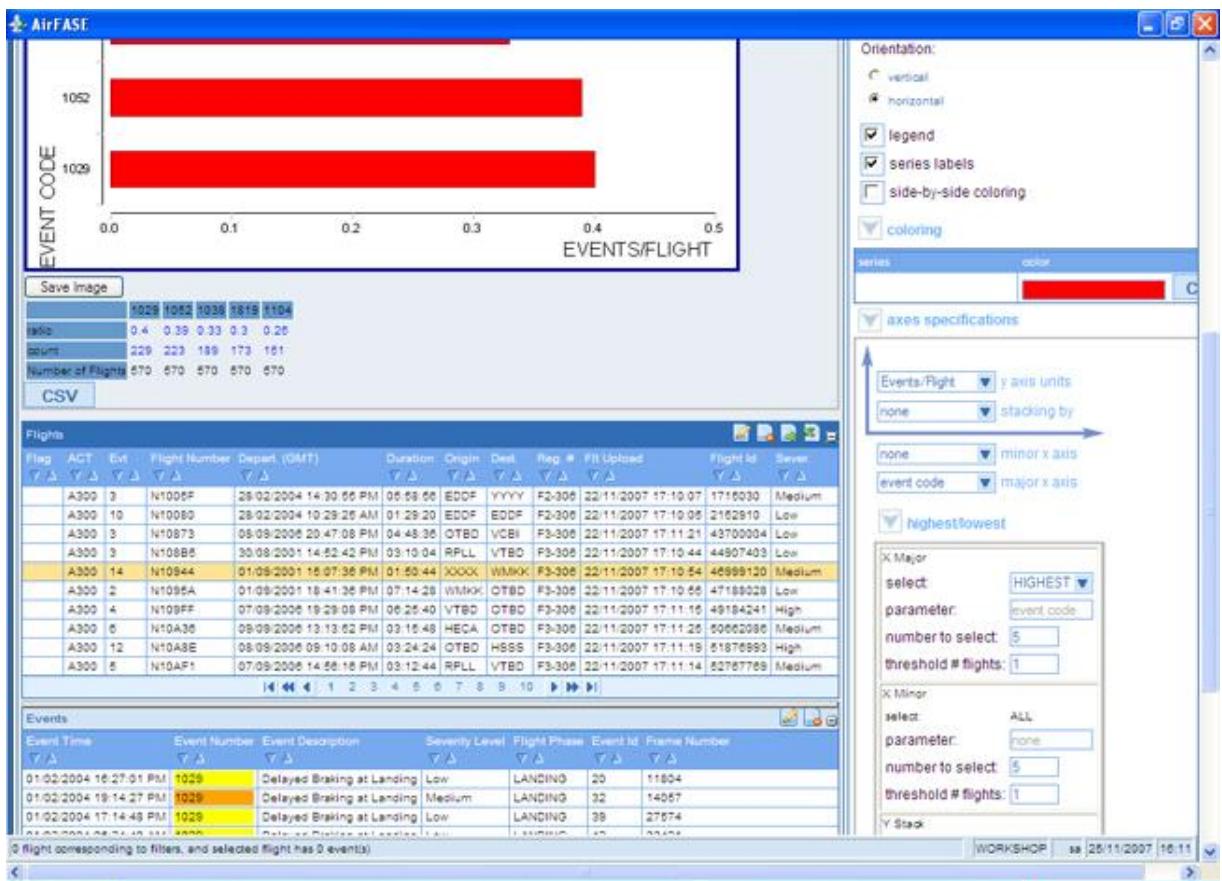 AirFASE
1052
1029
EVENT CODE
0.0 0.1 0.2 0.3 0.4 0.5
EVENTS/FLIGHT
Save Image
1029 1052 1038 1819 1104
ratio 0.4 0.39 0.33 0.3 0.26
count 229 223 189 173 151
Number of Flights 570 570 570 570 570
CSV
Flights
Flag ACT Evt Flight Number Depart. (GMT) Duration Origin Dest. Reg. # Flt Upload Flight Id Sever.
A300 3 N1006F 28/02/2004 14:30:56 PM 05:58:56 EDDF YYYY F2-306 22/11/2007 17:10:07 1715030 Medium
A300 10 N10080 28/02/2004 10:29:25 AM 01:29:20 EDDF EDDF F2-306 22/11/2007 17:10:05 2152910 Low
A300 3 N10873 08/09/2006 20:47:08 PM 04:48:36 OTBD VCBI F3-306 22/11/2007 17:11:21 43700004 Low
A300 3 N108B6 30/08/2001 14:52:42 PM 03:10:04 RPLL VTBD F3-306 22/11/2007 17:10:44 44907403 Low
A300 14 N10944 01/09/2001 16:07:36 PM 01:50:44 XXXX WMKK F3-306 22/11/2007 17:10:54 46999120 Medium
A300 2 N1095A 01/09/2001 18:41:36 PM 07:14:28 WMKK OTBD F3-306 22/11/2007 17:10:56 47189028 Low
A300 4 N109FF 07/09/2006 19:29:08 PM 06:25:40 VTBD OTBD F3-306 22/11/2007 17:11:16 49184241 High
A300 6 N10A36 09/09/2006 13:13:52 PM 03:15:48 HECA OTBD F3-306 22/11/2007 17:11:26 50662086 Medium
A300 12 N10A8E 08/09/2006 09:10:08 AM 03:24:24 OTBD HSSS F3-306 22/11/2007 17:11:19 51876993 High
A300 5 N10AF1 07/09/2006 14:56:16 PM 03:12:44 RPLL VTBD F3-306 22/11/2007 17:11:14 52767769 Medium
1 2 3 4 5 6 7 8 9 10
Events
Event Time Event Number Event Description Severity Level Flight Phase Event Id Frame Number
01/02/2004 16:27:01 PM 1029 Delayed Braking at Landing Low LANDING 20 11804
01/02/2004 19:14:27 PM 1029 Delayed Braking at Landing Medium LANDING 32 14057
01/02/2004 17:14:48 PM 1029 Delayed Braking at Landing Low LANDING 39 27574
0 flight corresponding to filters, and selected flight has 0 event(s)
Orientation:
vertical
horizontal
legend
series labels
side-by-side coloring
coloring
series color
C
axes specifications
Events/Flight y axis units
none stacking by
none minor x axis
event code major x axis
highest/lowest
X Major
select: HIGHEST
parameter: event code
number to select: 5
threshold # flights: 1
X Minor
select: ALL
parameter: none
number to select: 5
threshold # flights: 1
Y Stack
WORKSHOP sa 25/11/2007 16:11